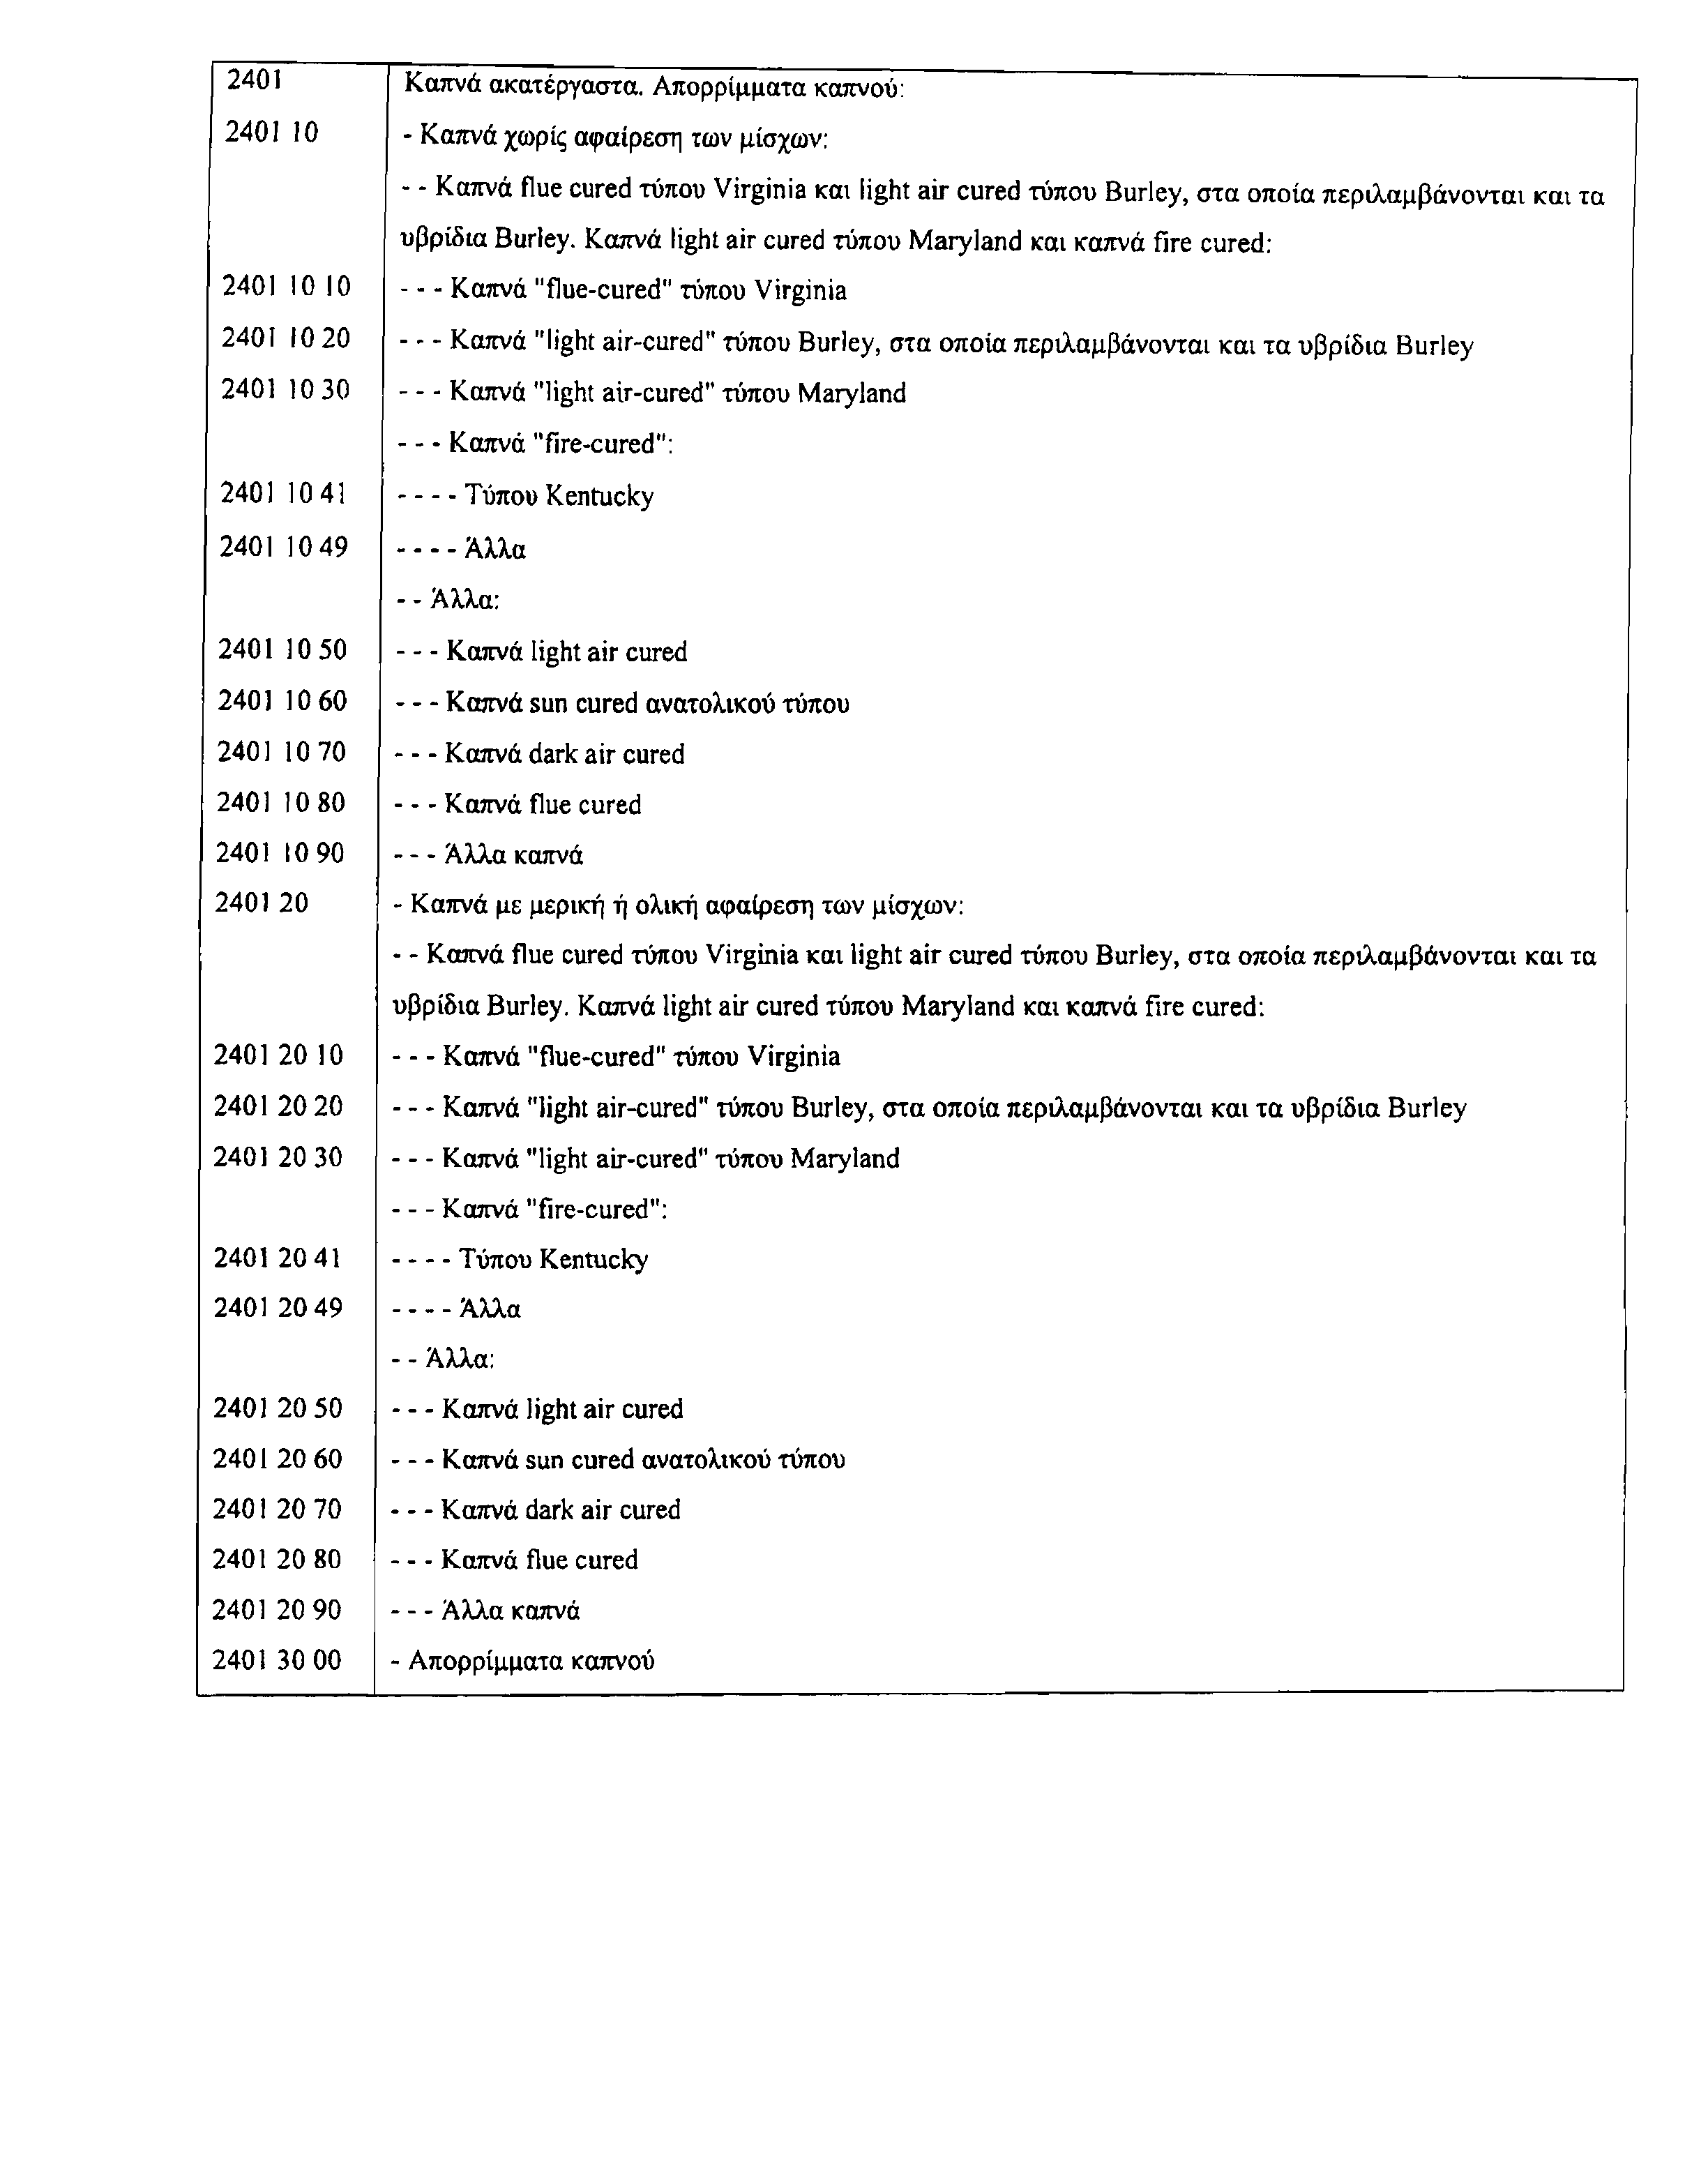 2401 Καπνά ακατέργαστα. Απορρίμματα καπνού:
2401 10 - Καπνά χωρίς αφαίρεση των μίσχων:
- - Καπνά flue cured τύπου Virginia και light air cured τύπου Burley, στα οποία περιλαμβάνονται και τα
υβρίδια Burley. Καπνά light air cured τύπου Maryland και καπνά fire cured:
2401 10 10 - - - Καπνά "flue-cured" τύπου Virginia
2401 10 20 - - - Καπνά "light air-cured" τύπου Burley, στα οποία περιλαμβάνονται και τα υβρίδια Burley
2401 10 30 - - - Καπνά "light air-cured" τύπου Maryland
- - - Καπνά "fire-cured":
2401 10 41 - - - - Τύπου Kentucky
2401 10 49 - - - - Άλλα
- - Άλλα:
2401 10 50 - - - Καπνά light air cured
2401 10 60 - - - Καπνά sun cured ανατολικού τύπου
2401 10 70 - - - Καπνά dark air cured
2401 10 80 - - - Καπνά flue cured
2401 10 90 - - - Άλλα καπνά
2401 20 - Καπνά με μερική ή ολική αφαίρεση των μίσχων:
- - Καπνά flue cured τύπου Virginia και light air cured τύπου Burley, στα οποία περιλαμβάνονται και τα
υβρίδια Burley. Καπνά light air cured τύπου Maryland και καπνά fire cured:
2401 20 10 - - - Καπνά "flue-cured" τύπου Virginia
2401 20 20 - - - Καπνά "light air-cured" τύπου Burley, στα οποία περιλαμβάνονται και τα υβρίδια Burley
2401 20 30 - - - Καπνά "light air-cured" τύπου Maryland
- - - Καπνά "fire-cured":
2401 20 41 - - - - Τύπου Kentucky
2401 20 49 - - - - Άλλα
- - Άλλα:
2401 20 50 - - - Καπνά light air cured
2401 20 60 - - - Καπνά sun cured ανατολικού τύπου
2401 20 70 - - - Καπνά dark air cured
2401 20 80 - - - Καπνά flue cured
2401 20 90 - - - Άλλα καπνά
2401 30 00 - Απορρίμματα καπνού